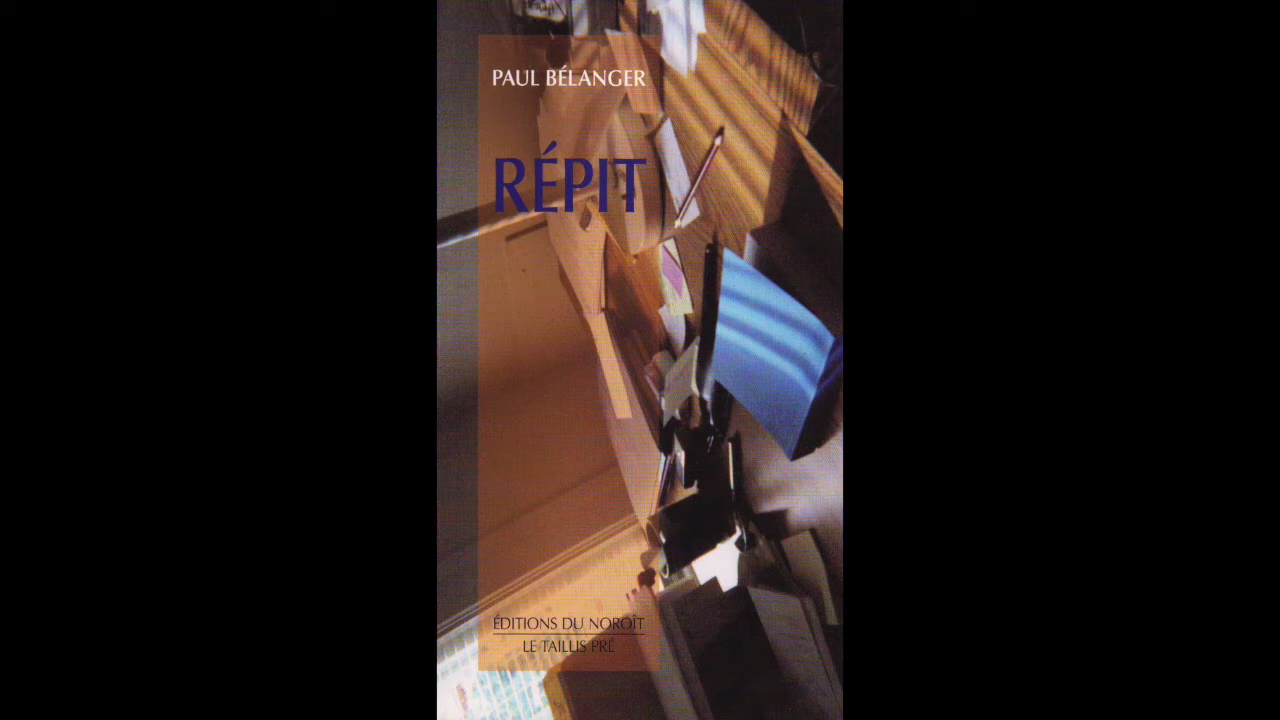 PAUL BÉLANGER
RÉPIT
ÉDITIONS DU NOROÎT
LE TAILLIS PRÉ